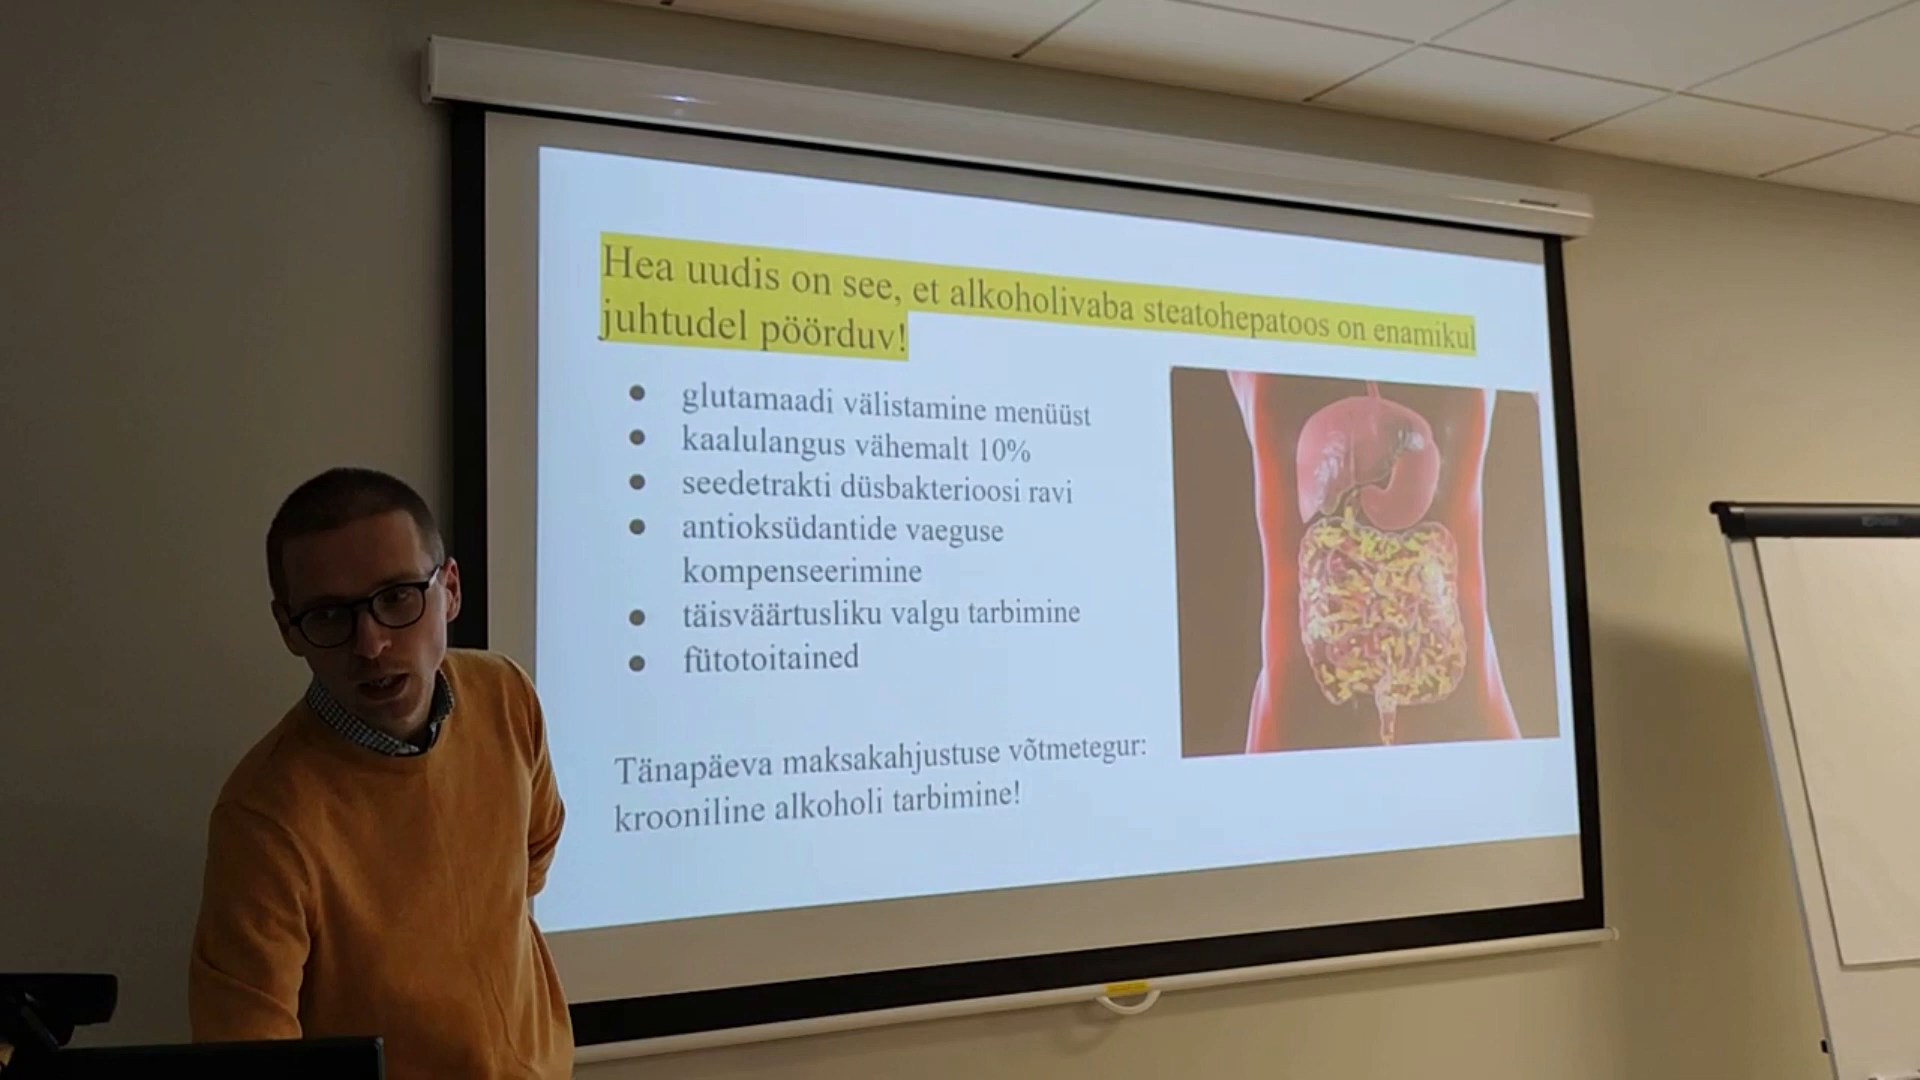 Hea uudis on see, et alkoholivaba steatohepatoos on enamikul
juhtudel pöörduv!
● glutamaadi välistamine menüüst
● kaalulangus vähemalt 10%
● seedetrakti düsbakterioosi ravi
● antioksüdantide vaeguse
kompenseerimine
● täisväärtusliku valgu tarbimine
● fütotoitained
Tänapäeva maksakahjustuse võtmetegur:
krooniline alkoholi tarbimine!